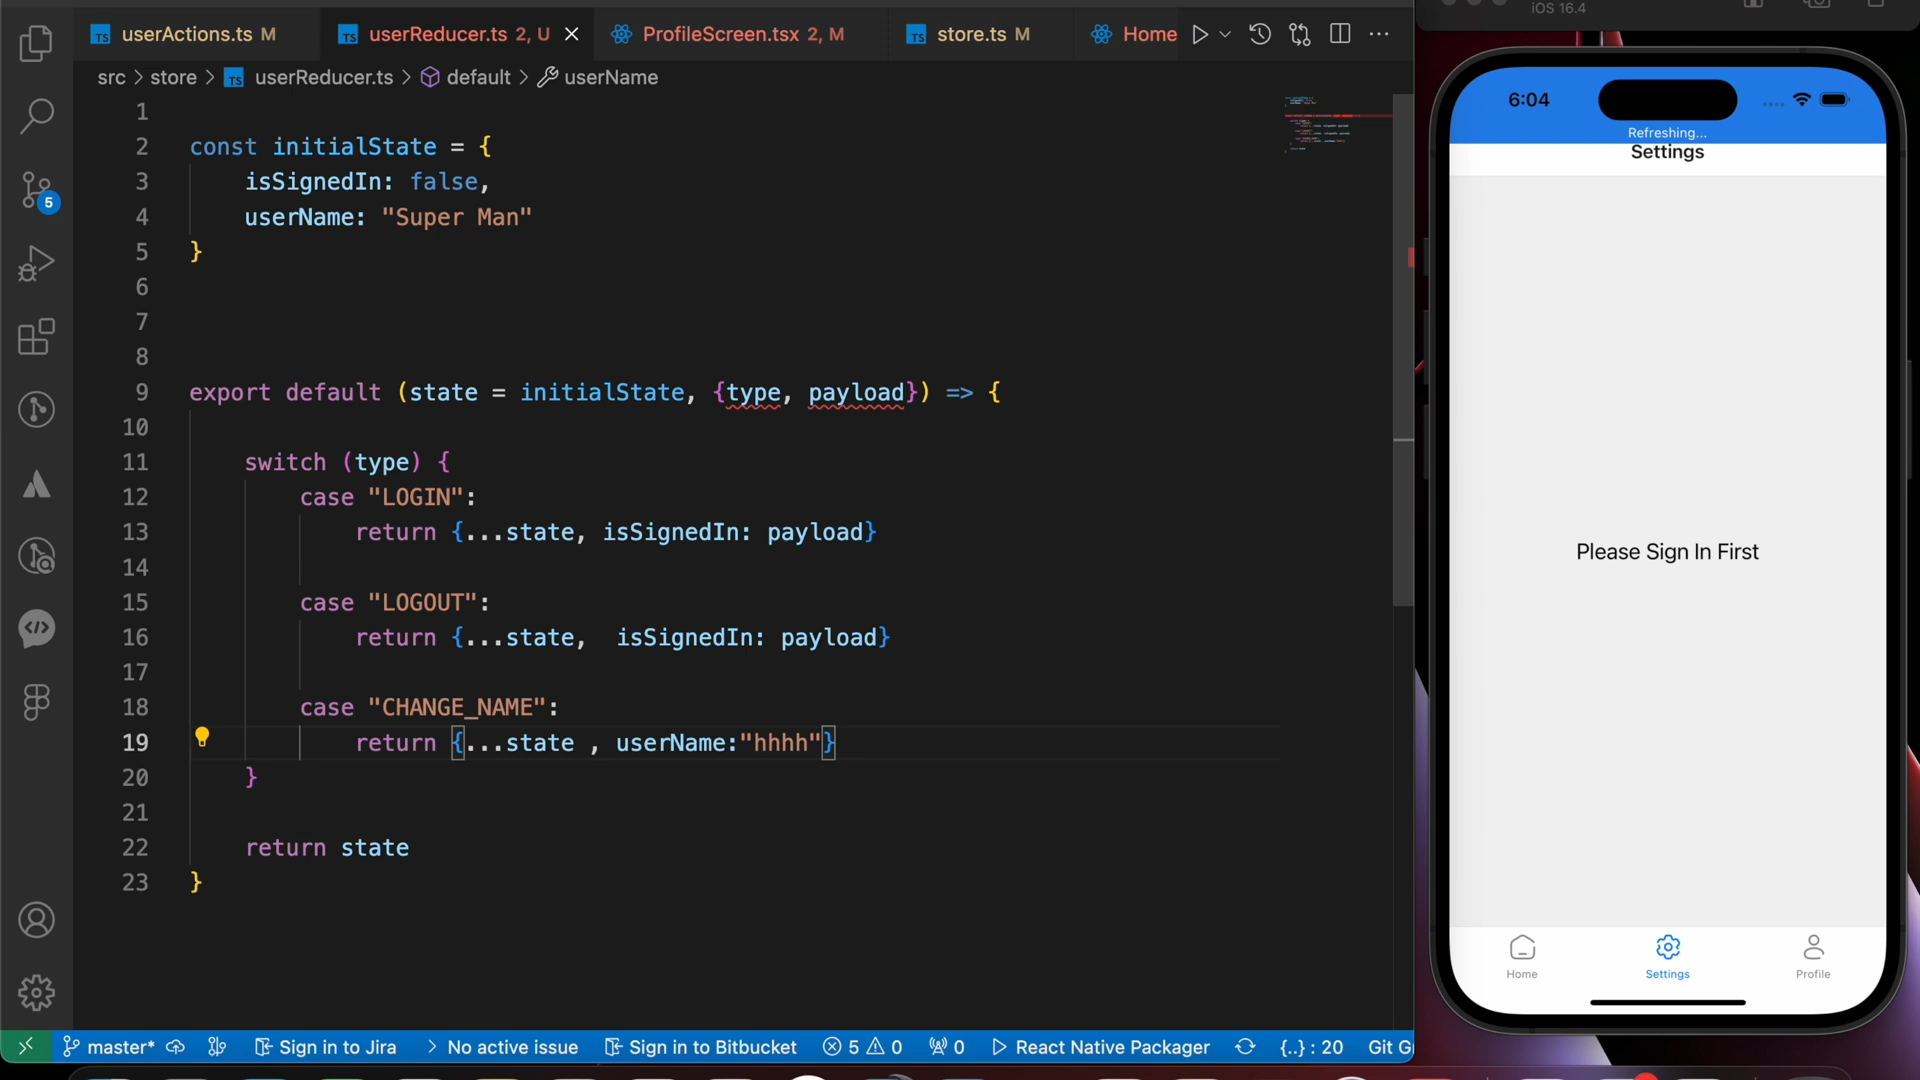 userActions.ts M
userReducer.ts 2, U
ProfileScreen.tsx 2, M
store.ts M
Home
src > store > TS userReducer.ts > default > userName
1
2 const initialState = {
3 isSignedIn: false,
4 userName: "Super Man"
5 }
6
7
8
9 export default (state = initialState, {type, payload}) => {
10
11 switch (type) {
12 case "LOGIN":
13 return {...state, isSignedIn: payload}
14
15 case "LOGOUT":
16 return {...state,  isSignedIn: payload}
17
18 case "CHANGE_NAME":
19 return {...state , userName:"hhhh"}
20 }
21
22 return state
23 }
5
master*
Sign in to Jira
No active issue
Sign in to Bitbucket
5 0
0
React Native Packager
{..} : 20
Git G
iOS 16.4
6:04
Refreshing...
Settings
Please Sign In First
Home
Settings
Profile